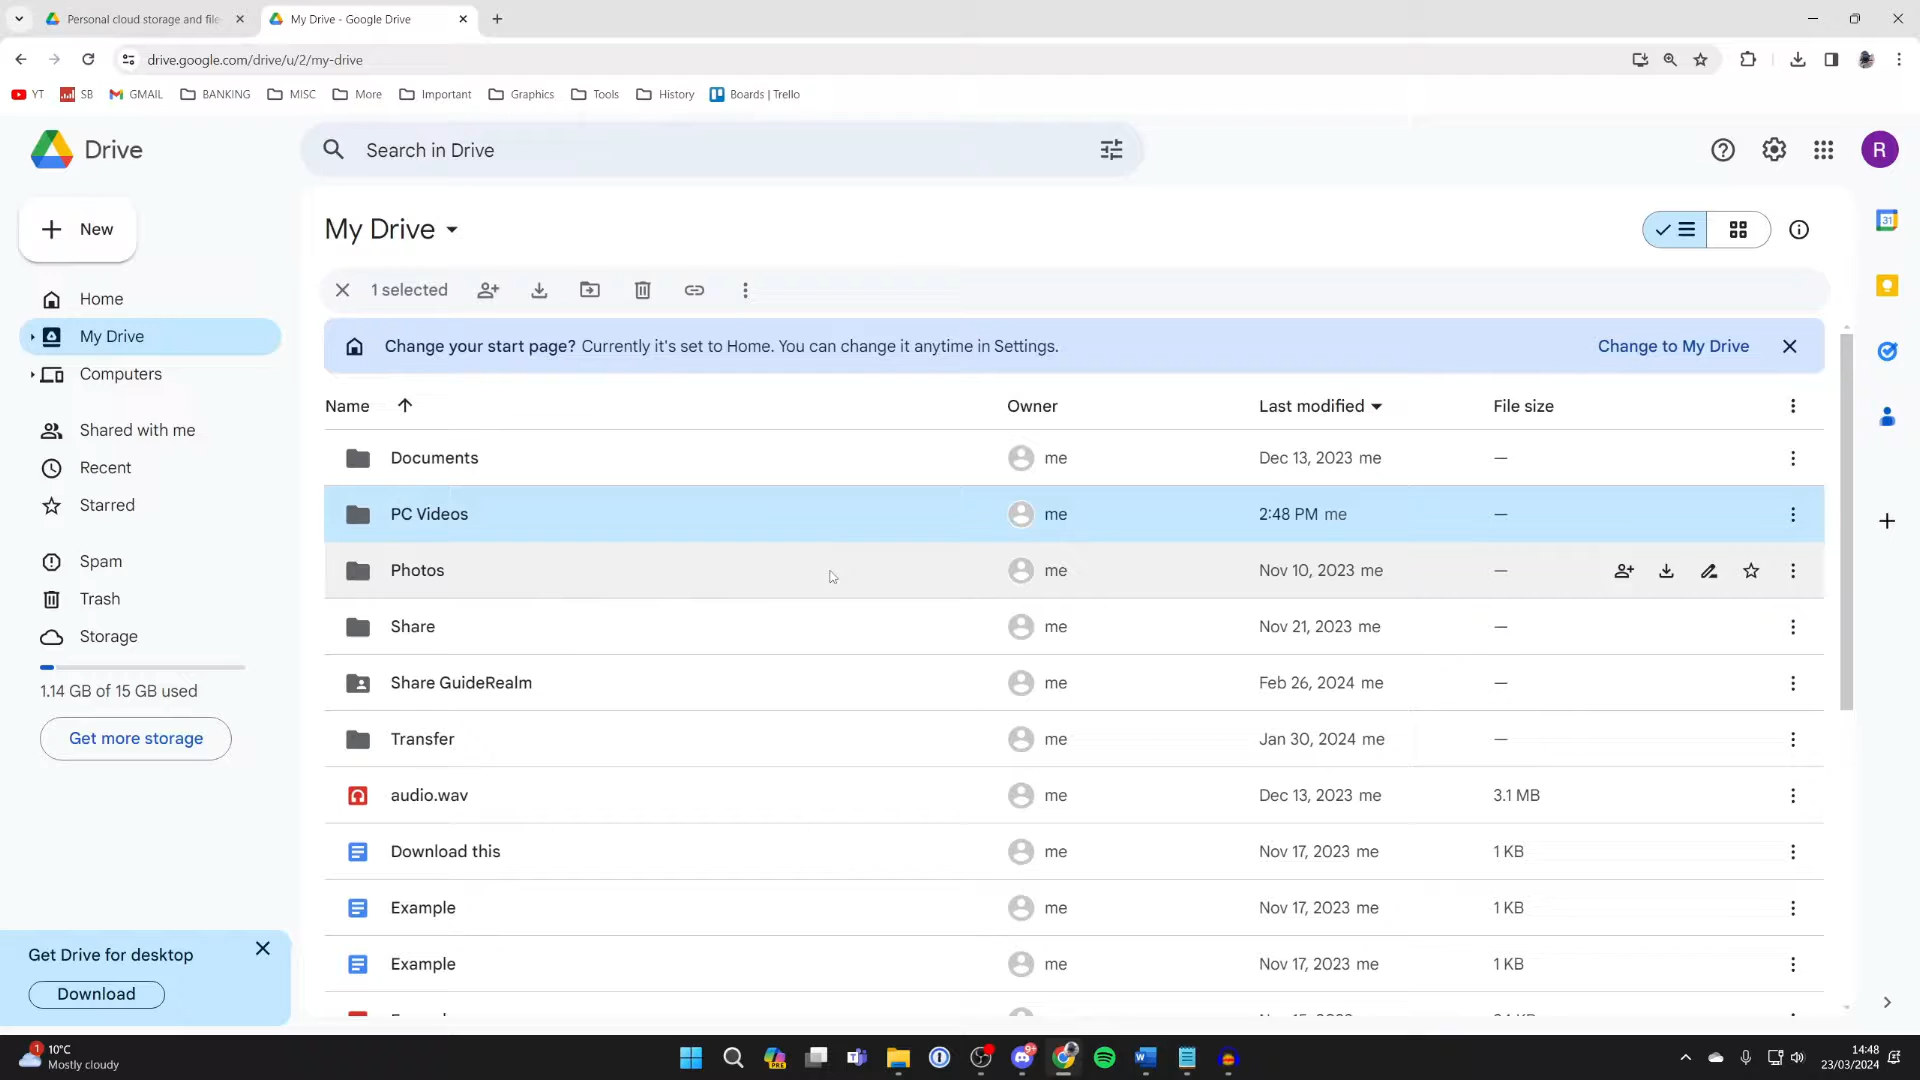 Personal cloud storage and file
My Drive - Google Drive
drive.google.com/drive/u/2/my-drive
YT
SB
GMAIL
BANKING
MISC
More
Important
Graphics
Tools
History
Boards | Trello
Drive
Search in Drive
R
New
My Drive
31
1 selected
Home
My Drive
Computers
Change your start page? Currently it's set to Home. You can change it anytime in Settings.
Change to My Drive
Name
Owner
Last modified
File size
Shared with me
Recent
Starred
Spam
Trash
Storage
1.14 GB of 15 GB used
Get more storage
Documents me Dec 13, 2023 me —
PC Videos me 2:48 PM me —
Photos me Nov 10, 2023 me —
Share me Nov 21, 2023 me —
Share GuideRealm me Feb 26, 2024 me —
Transfer me Jan 30, 2024 me —
audio.wav me Dec 13, 2023 me 3.1 MB
Download this me Nov 17, 2023 me 1 KB
Example me Nov 17, 2023 me 1 KB
Example me Nov 17, 2023 me 1 KB
Get Drive for desktop
Download
1
10°C
Mostly cloudy
PRE
9+
14:48
23/03/2024